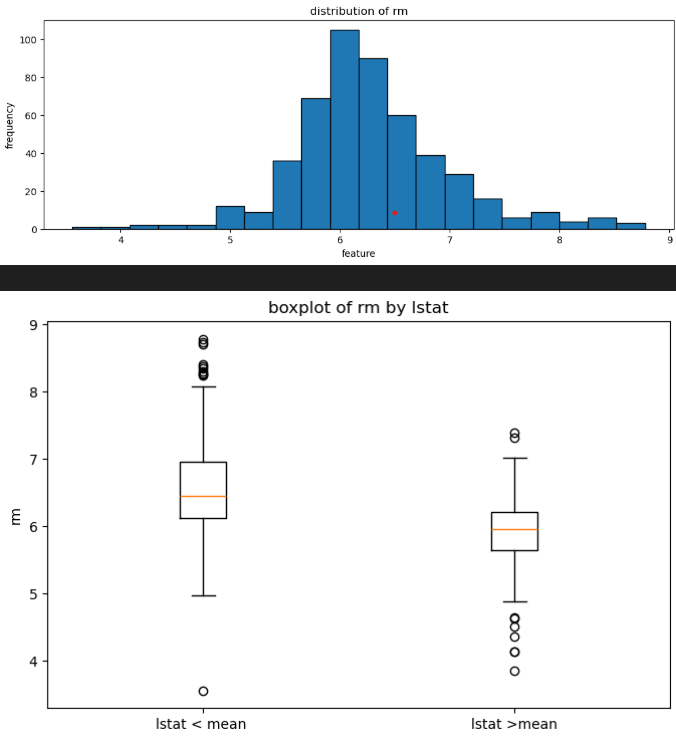 distribution of rm
100
80
60
40
20
0
frequency
4 5 6 7 8 9
feature
boxplot of rm by lstat
9
8
7
6
5
4
rm
lstat < mean lstat >mean